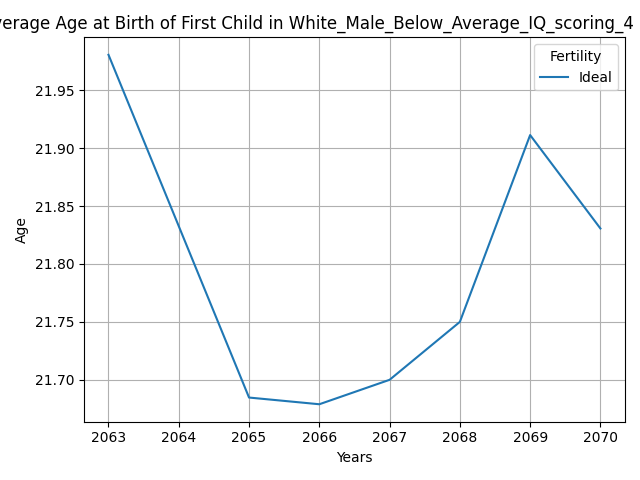 verage Age at Birth of First Child in White_Male_Below_Average_IQ_scoring_4
Fertility
Ideal
21.95
21.90
21.85
21.80
21.75
21.70
Age
2063 2064 2065 2066 2067 2068 2069 2070
Years